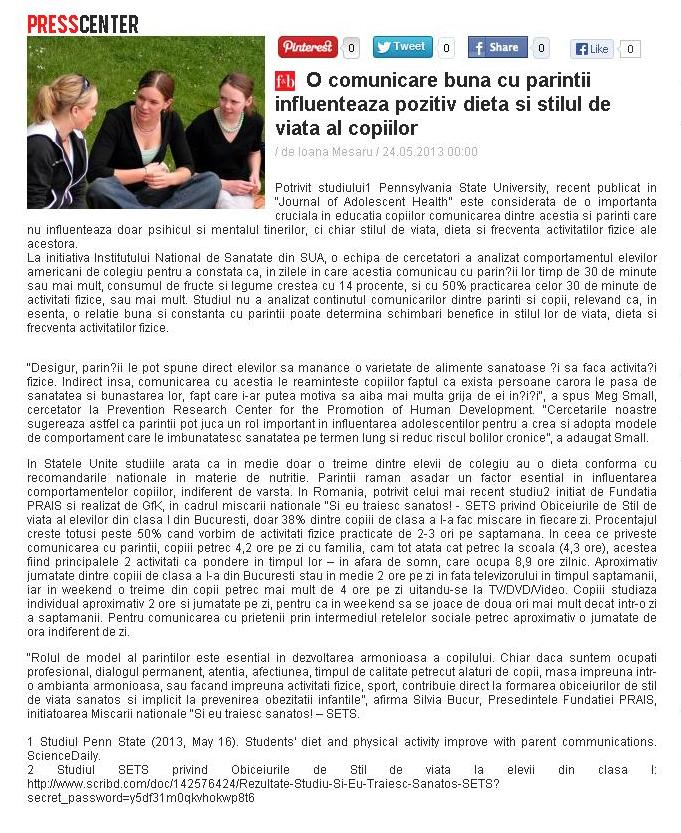 PRESSCENTER
Pinterest 0 Tweet 0 Share 0 Like 0
f&b O comunicare buna cu parintii
influenteaza pozitiv dieta si stilul de
viata al copiilor
/ de Ioana Mesaru / 24.05.2013 00:00
Potrivit studiului1 Pennsylvania State University, recent publicat in
"Journal of Adolescent Health" este considerata de o importanta
cruciala in educatia copiilor comunicarea dintre acestia si parinti care
nu influenteaza doar psihicul si mentalul tinerilor, ci chiar stilul de viata, dieta si frecventa activitatilor fizice ale
acestora.
La initiativa Institutului National de Sanatate din SUA, o echipa de cercetatori a analizat comportamentul elevilor
americani de colegiu pentru a constata ca, in zilele in care acestia comunicau cu parin?ii lor timp de 30 de minute
sau mai mult, consumul de fructe si legume crestea cu 14 procente, si cu 50% practicarea celor 30 de minute de
activitati fizice, sau mai mult. Studiul nu a analizat continutul comunicarilor dintre parinti si copii, relevand ca, in
esenta, o relatie buna si constanta cu parintii poate determina schimbari benefice in stilul lor de viata, dieta si
frecventa activitatilor fizice.
"Desigur, parin?ii le pot spune direct elevilor sa manance o varietate de alimente sanatoase ?i sa faca activita?i
fizice. Indirect insa, comunicarea cu acestia le reaminteste copiilor faptul ca exista persoane carora le pasa de
sanatatea si bunastarea lor, fapt care i-ar putea motiva sa aiba mai multa grija de ei in?i?i", a spus Meg Small,
cercetator la Prevention Research Center for the Promotion of Human Development. "Cercetarile noastre
sugereaza astfel ca parintii pot juca un rol important in influentarea adolescentilor pentru a crea si adopta modele
de comportament care le imbunatatesc sanatatea pe termen lung si reduc riscul bolilor cronice", a adaugat Small.
In Statele Unite studiile arata ca in medie doar o treime dintre elevii de colegiu au o dieta conforma cu
recomandarile nationale in materie de nutritie. Parintii raman asadar un factor esential in influentarea
comportamentelor copiilor, indiferent de varsta. In Romania, potrivit celui mai recent studiu2 initiat de Fundatia
PRAIS si realizat de GfK, in cadrul miscarii nationale "Si eu traiesc sanatos! - SETS privind Obiceiurile de Stil de
viata al elevilor din clasa I din Bucuresti, doar 38% dintre copiii de clasa a I-a fac miscare in fiecare zi. Procentajul
creste totusi peste 50% cand vorbim de activitati fizice practicate de 2-3 ori pe saptamana. In ceea ce priveste
comunicarea cu parintii, copiii petrec 4,2 ore pe zi cu familia, cam tot atata cat petrec la scoala (4,3 ore), acestea
fiind principalele 2 activitati ca pondere in timpul lor – in afara de somn, care ocupa 8,9 ore zilnic. Aproximativ
jumatate dintre copiii de clasa a I-a din Bucuresti stau in medie 2 ore pe zi in fata televizorului in timpul saptamanii,
iar in weekend o treime din copii petrec mai mult de 4 ore pe zi uitandu-se la TV/DVD/Video. Copiii studiaza
individual aproximativ 2 ore si jumatate pe zi, pentru ca in weekend sa se joace de doua ori mai mult decat intr-o zi
a saptamanii. Pentru comunicarea cu prietenii prin intermediul retelelor sociale petrec aproximativ o jumatate de
ora indiferent de zi.
"Rolul de model al parintilor este esential in dezvoltarea armonioasa a copilului. Chiar daca suntem ocupati
profesional, dialogul permanent, atentia, afectiunea, timpul de calitate petrecut alaturi de copii, masa impreuna intr-
o ambianta armonioasa, sau facand impreuna activitati fizice, sport, contribuie direct la formarea obiceiurilor de stil
de viata sanatos si implicit la prevenirea obezitatii infantile", afirma Silvia Bucur, Presedintele Fundatiei PRAIS,
initiatoarea Miscarii nationale "Si eu traiesc sanatos! – SETS.
1 Studiul Penn State (2013, May 16). Students' diet and physical activity improve with parent communications.
ScienceDaily.
2 Studiul SETS privind Obiceiurile de Stil de viata la elevii din clasa I:
http://www.scribd.com/doc/142576424/Rezultate-Studiu-Si-Eu-Traiesc-Sanatos-SETS?
secret_password=y5df31m0qkvhokwp8t6